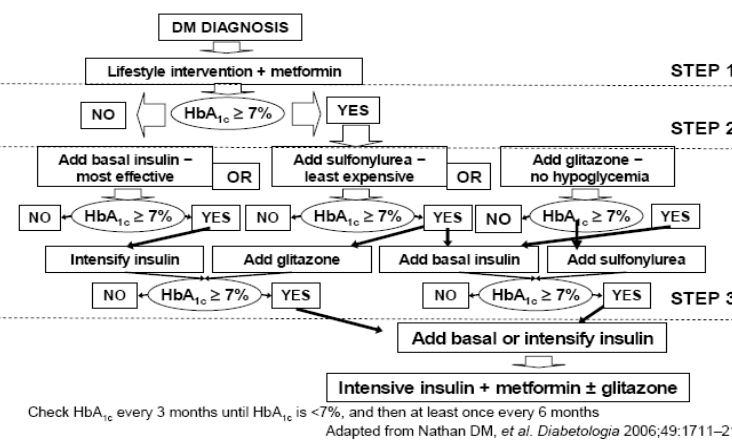 DM DIAGNOSIS
Lifestyle intervention + metformin
STEP 1
NO
HbA1c ≥ 7%
YES
STEP 2
Add basal insulin −
most effective
OR
Add sulfonylurea −
least expensive
OR
Add glitazone −
no hypoglycemia
NO
HbA1c ≥ 7%
YES
NO
HbA1c ≥ 7%
YES
NO
HbA1c ≥ 7%
YES
Intensify insulin
Add glitazone
Add basal insulin
Add sulfonylurea
NO
HbA1c ≥ 7%
YES
NO
HbA1c ≥ 7%
YES
STEP 3
Add basal or intensify insulin
Intensive insulin + metformin ± glitazone
Check HbA1c every 3 months until HbA1c is <7%, and then at least once every 6 months
Adapted from Nathan DM, et al. Diabetologia 2006;49:1711–21